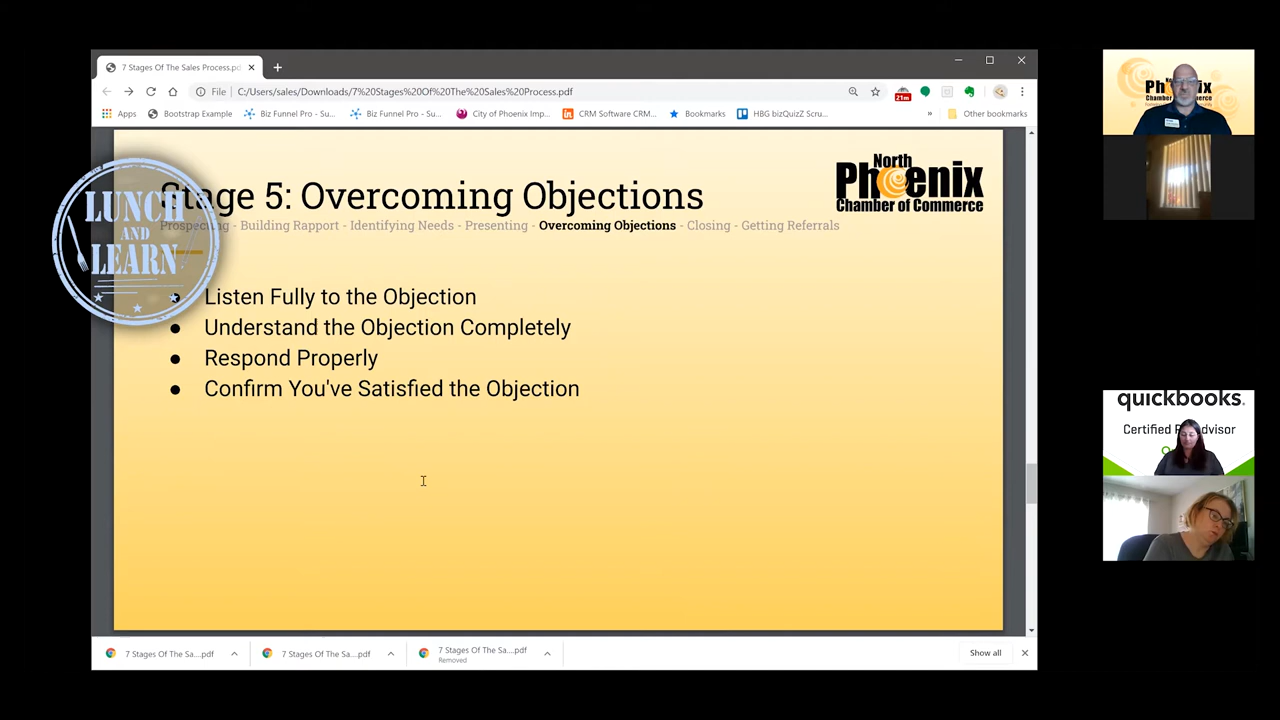 7 Stages Of The Sales Process.pd
File
C:/Users/sales/Downloads/7%20Stages%20Of%20The%20Sales%20Process.pdf
21m
Apps
Bootstrap Example
Biz Funnel Pro - Su...
Biz Funnel Pro - Su...
City of Phoenix Imp...
CRM Software CRM...
Bookmarks
HBG bizQuizZ Scru...
»
Other bookmarks
Stage 5: Overcoming Objections
Prospecting - Building Rapport - Identifying Needs - Presenting - Overcoming Objections - Closing - Getting Referrals
North
Phoenix
Chamber of Commerce
LUNCH
AND
LEARN
● Listen Fully to the Objection
● Understand the Objection Completely
● Respond Properly
● Confirm You've Satisfied the Objection
7 Stages Of The Sa....pdf
7 Stages Of The Sa....pdf
7 Stages Of The Sa....pdf
Removed
Show all
quickbooks.
Certified